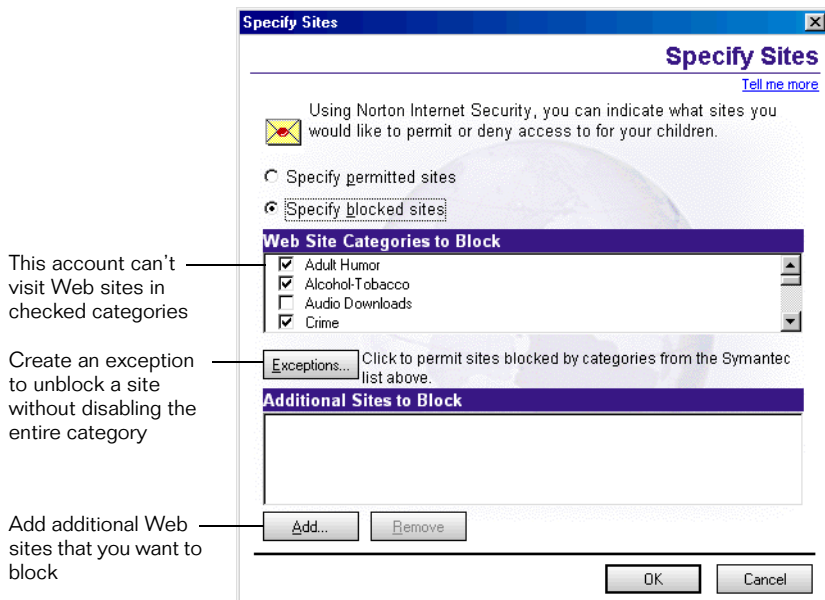 Specify Sites
Specify Sites
Tell me more
Using Norton Internet Security, you can indicate what sites you
would like to permit or deny access to for your children.
Specify permitted sites
Specify blocked sites
Web Site Categories to Block
This account can't
visit Web sites in
checked categories
Adult Humor
Alcohol-Tobacco
Audio Downloads
Crime
Create an exception
to unblock a site
without disabling the
entire category
Exceptions...
Click to permit sites blocked by categories from the Symantec
list above.
Additional Sites to Block
Add additional Web
sites that you want to
block
Add...
Remove
OK
Cancel